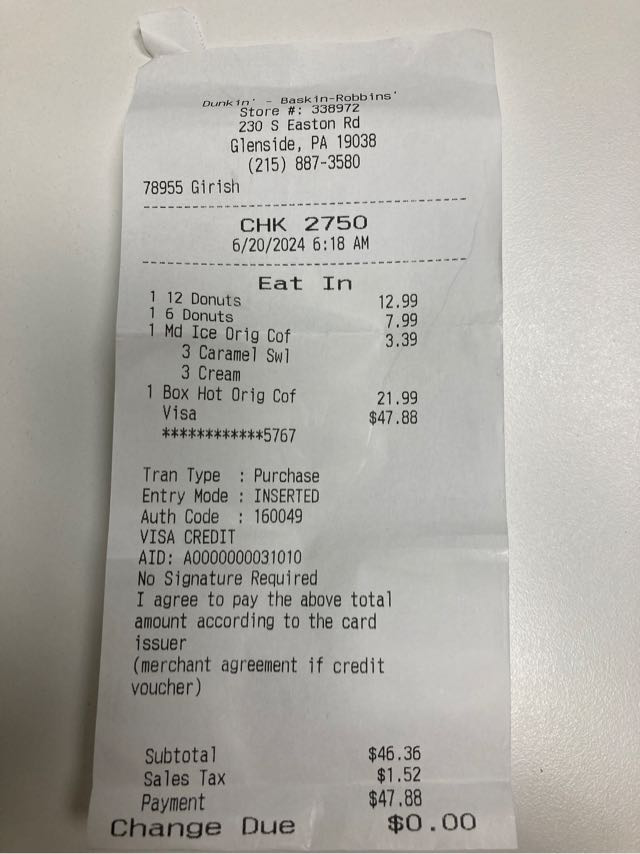 Dunkin' - Baskin-Robbins'
Store #: 338972
230 S Easton Rd
Glenside, PA 19038
(215) 887-3580
78955 Girish
CHK 2750
6/20/2024 6:18 AM
Eat In
1 12 Donuts 12.99
1 6 Donuts 7.99
1 Md Ice Orig Cof 3.39
3 Caramel Swl
3 Cream
1 Box Hot Orig Cof 21.99
Visa $47.88
************5767
Tran Type : Purchase
Entry Mode : INSERTED
Auth Code : 160049
VISA CREDIT
AID: A0000000031010
No Signature Required
I agree to pay the above total
amount according to the card
issuer
(merchant agreement if credit
voucher)
Subtotal $46.36
Sales Tax $1.52
Payment $47.88
Change Due $0.00